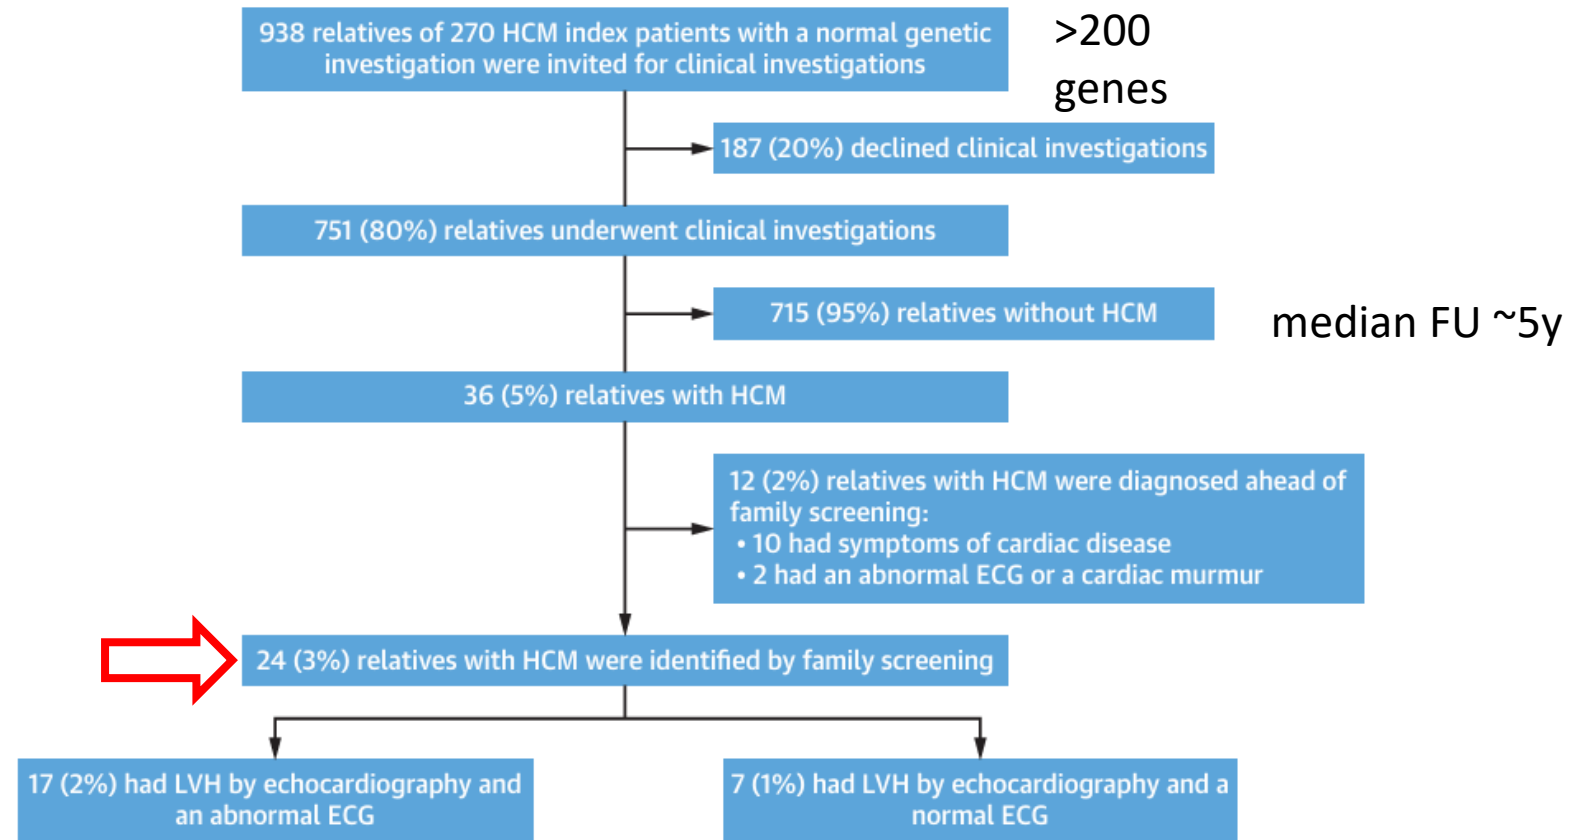 938 relatives of 270 HCM index patients with a normal genetic
investigation were invited for clinical investigations
>200
genes
187 (20%) declined clinical investigations
751 (80%) relatives underwent clinical investigations
715 (95%) relatives without HCM
median FU ~5y
36 (5%) relatives with HCM
12 (2%) relatives with HCM were diagnosed ahead of
family screening:
• 10 had symptoms of cardiac disease
• 2 had an abnormal ECG or a cardiac murmur
24 (3%) relatives with HCM were identified by family screening
17 (2%) had LVH by echocardiography and
an abnormal ECG
7 (1%) had LVH by echocardiography and a
normal ECG